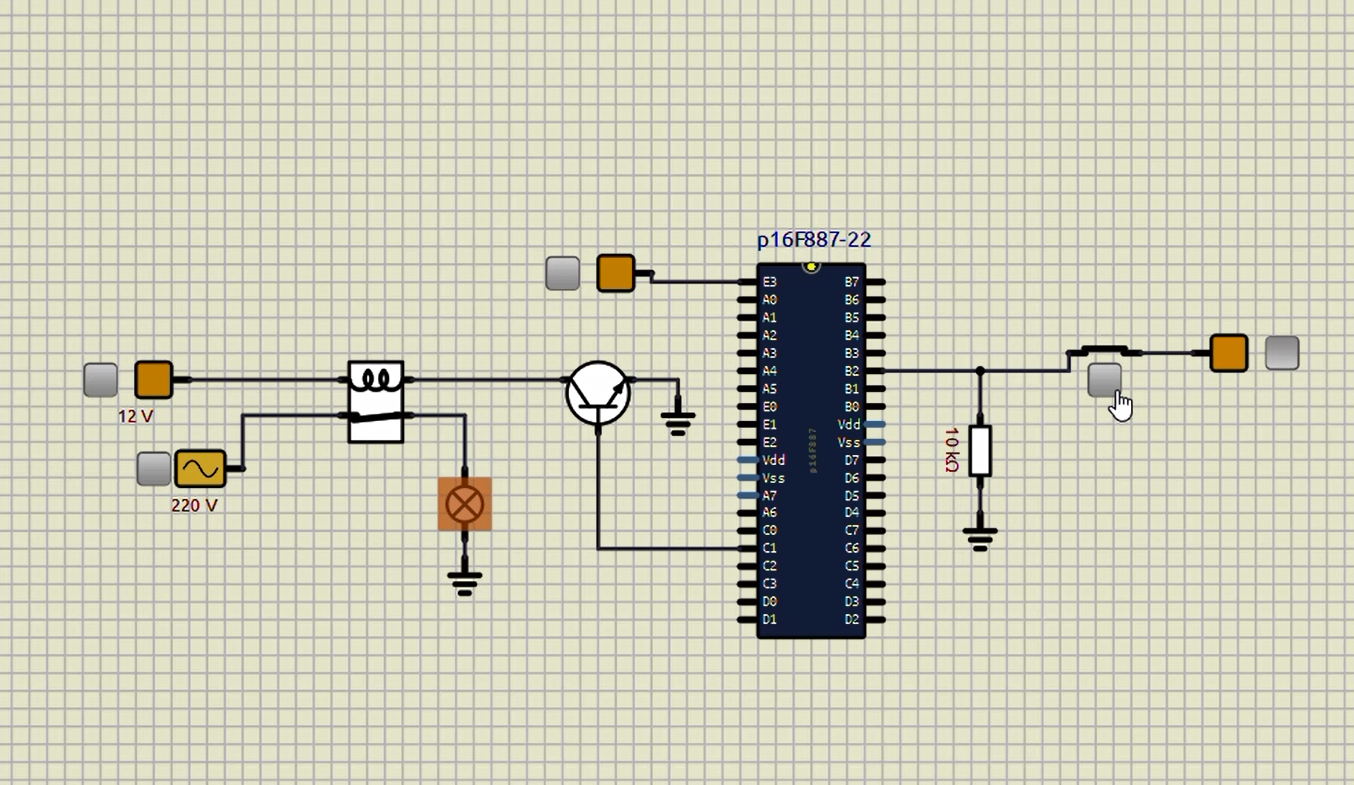 p16F887-22
E3 B7
A0 B6
A1 B5
A2 B4
A3 B3
A4 B2
A5 B1
E0 B0
E1 Vdd
E2 Vss
Vdd D7
Vss D6
A7 D5
A6 D4
C0 C7
C1 C6
C2 C5
C3 C4
D0 D3
D1 D2
p16F887
12 V
220 V
10 kΩ